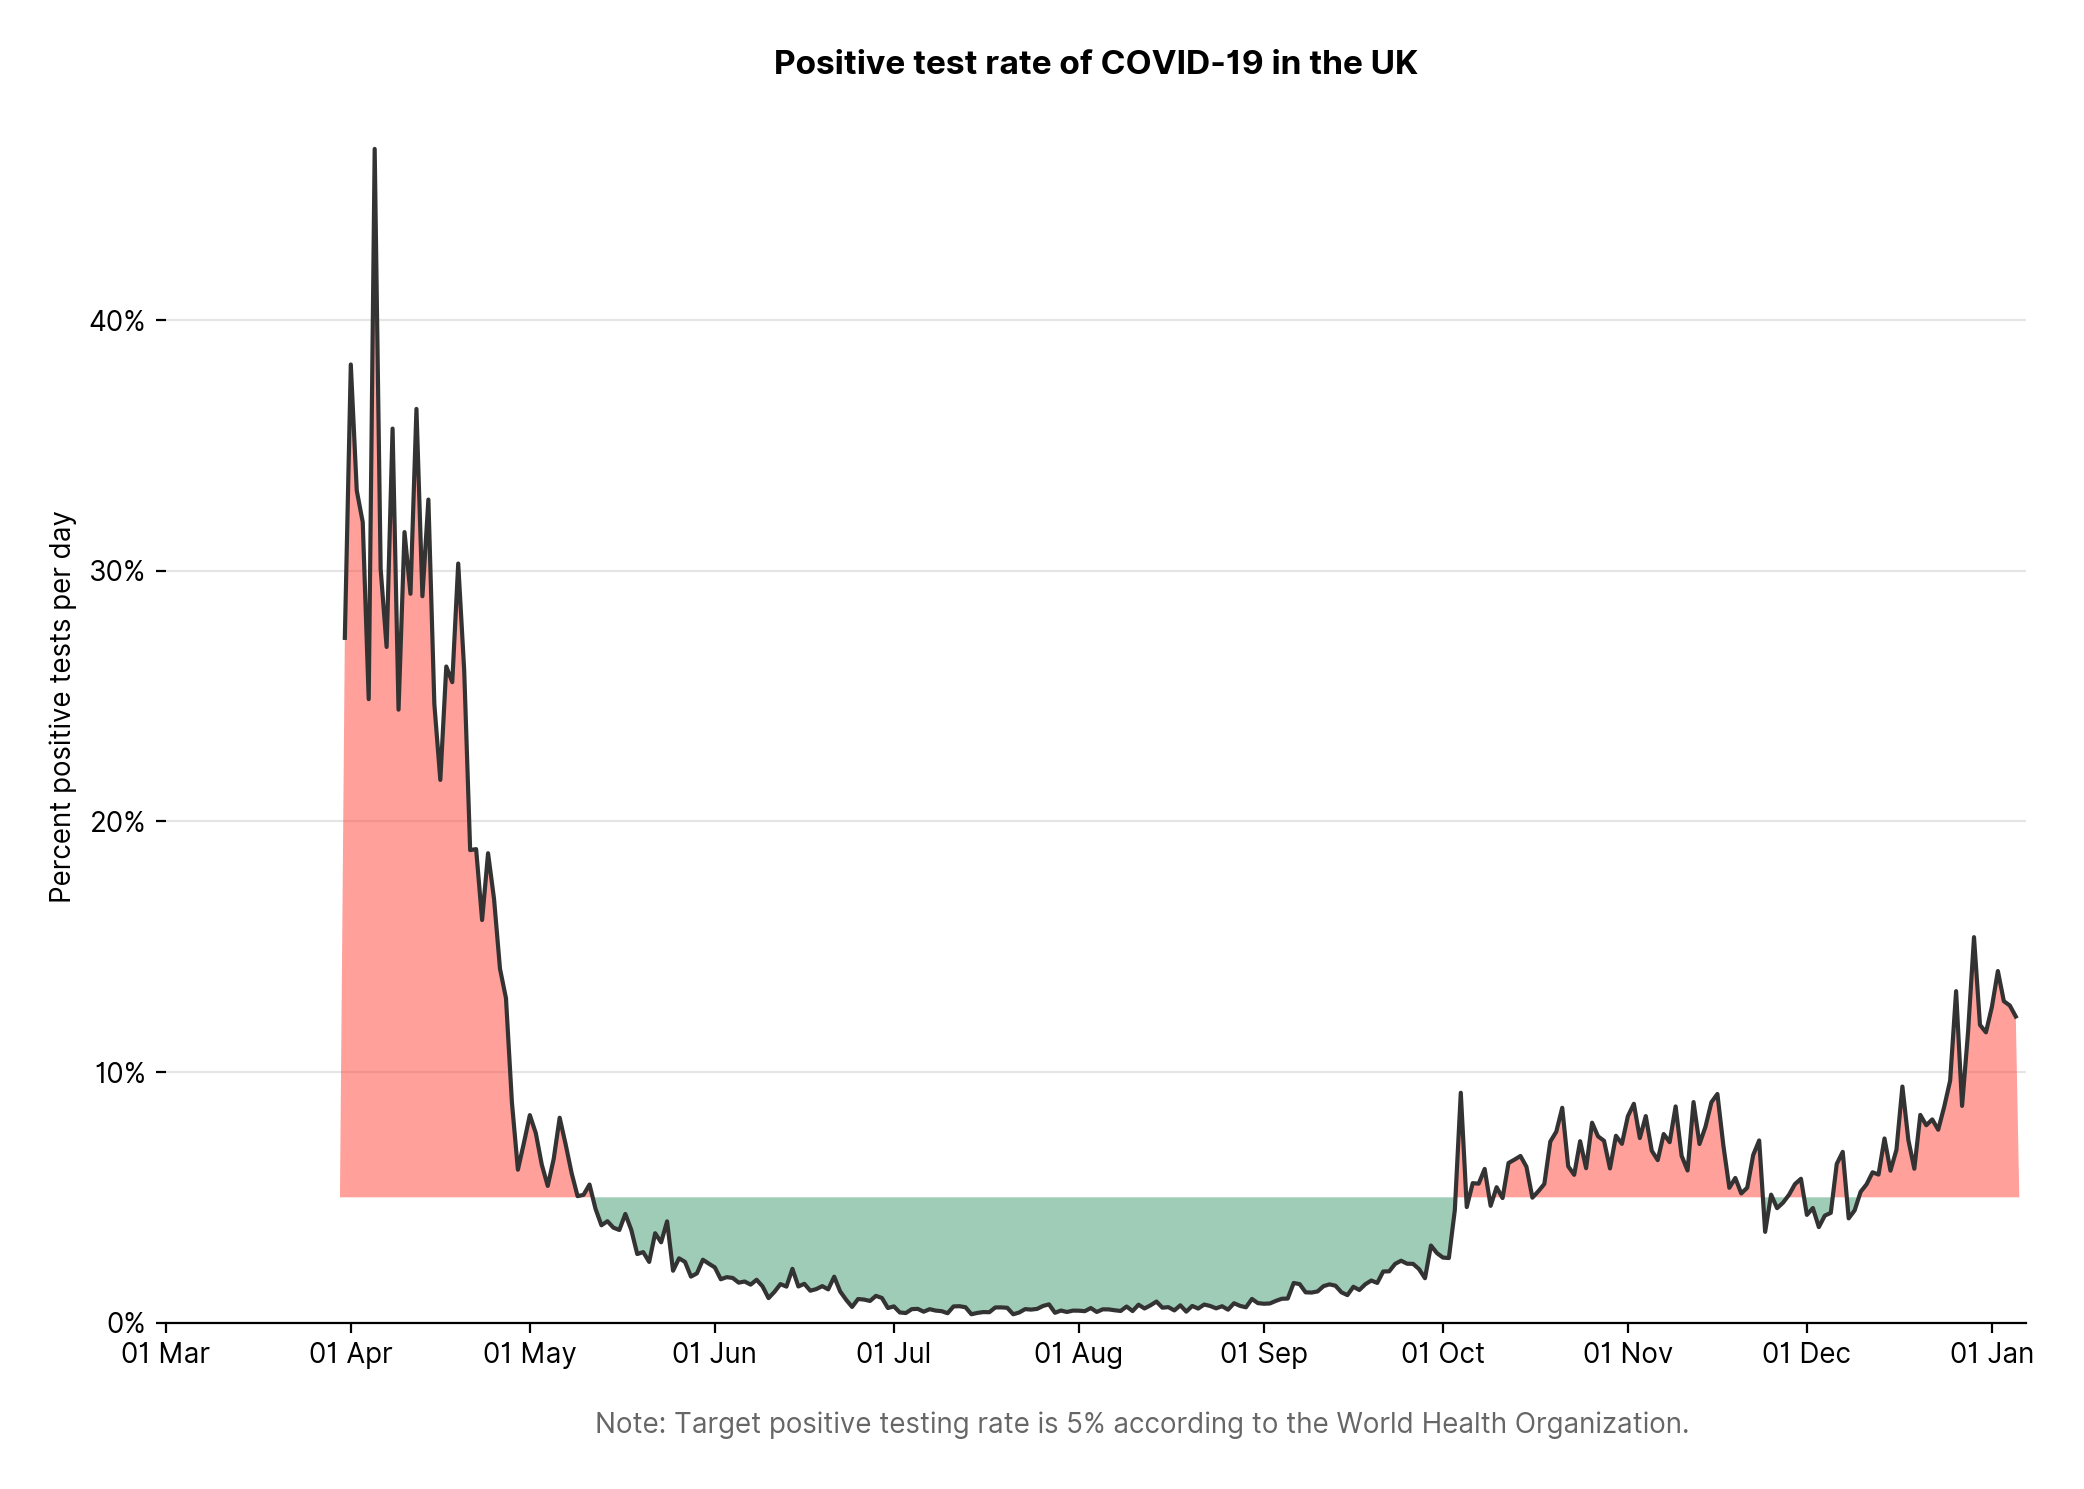 Positive test rate of COVID-19 in the UK
Percent positive tests per day
40%
30%
20%
10%
0%
01 Mar
01 Apr
01 May
01 Jun
01 Jul
01 Aug
01 Sep
01 Oct
01 Nov
01 Dec
01 Jan
Note: Target positive testing rate is 5% according to the World Health Organization.